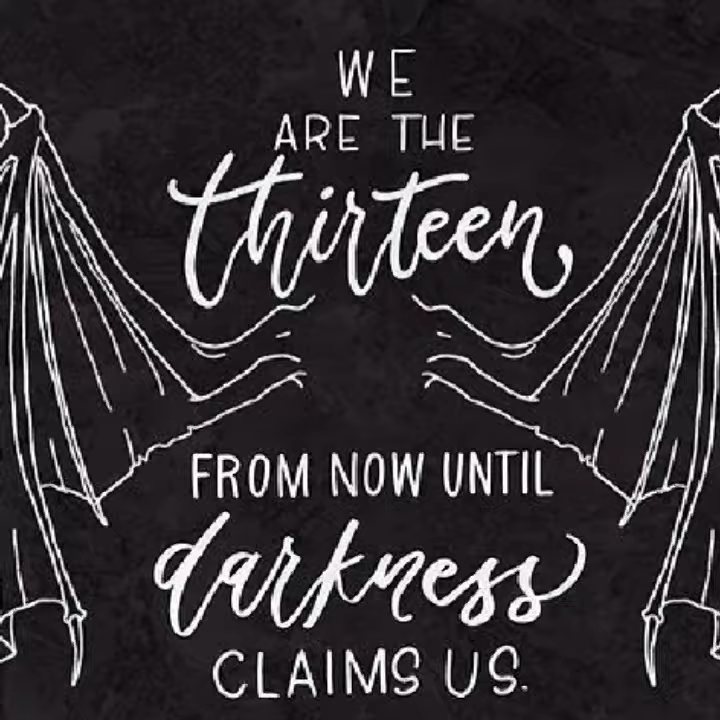 WE
ARE THE
thirteen
FROM NOW UNTIL
darkness
CLAIMS US.